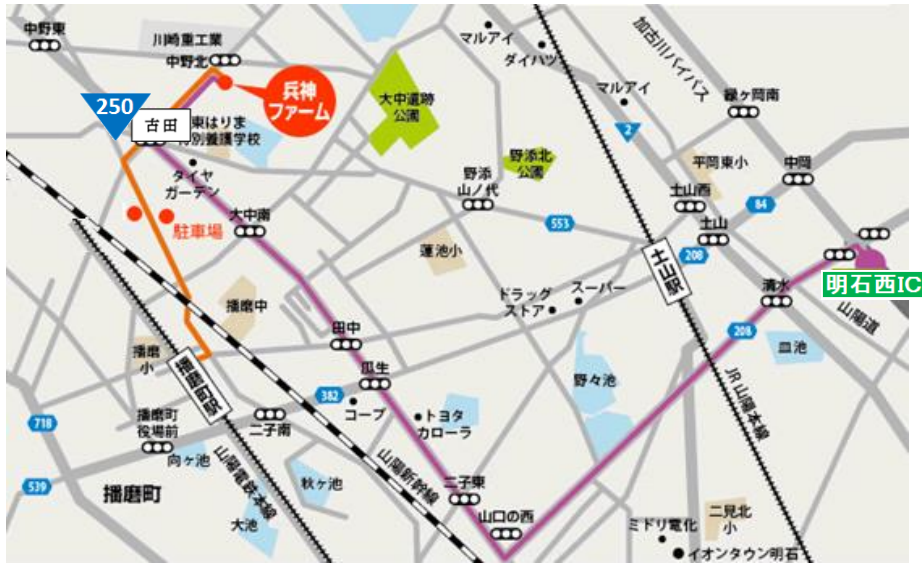 中野東
川崎重工業
中野北
兵神
ファーム
250
古田
東はりま
特別養護学校
タイヤ
ガーデン
駐車場
大中南
大中遺跡
公園
マルアイ
ダイハツ
マルアイ
加古川バイパス
緑ヶ岡南
2
平岡東小
中岡
野添北
公園
野添
山ノ代
土山西
84
553
土山
208
土山駅
蓮池小
明石西IC
清水
山陽道
スーパー
ドラッグ
ストア
播磨中
田中
208
皿池
播磨
小
播磨町駅
瓜生
野々池
JR山陽本線
382
コープ
トヨタ
カローラ
718
播磨町
役場前
二子南
向ヶ池
539
播磨町
山陽電鉄本線
秋ヶ池
山陽新幹線
二子東
大池
山口の西
二見北
小
ミドリ電化
イオンタウン明石